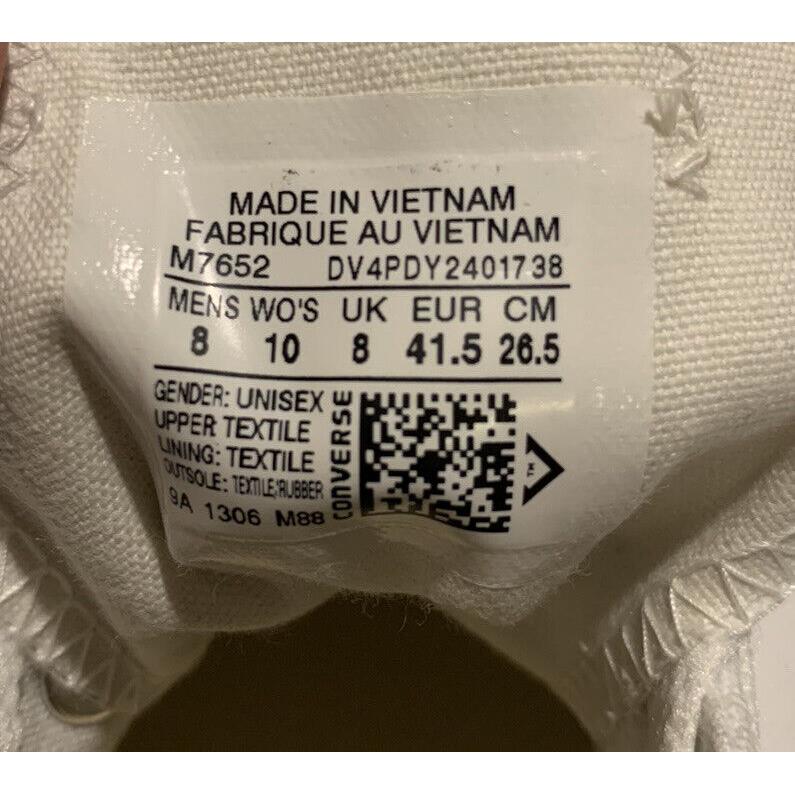 MADE IN VIETNAM
FABRIQUE AU VIETNAM
M7652 DV4PDY2401738
MENS WO'S UK EUR CM
8 10 8 41.5 26.5
GENDER: UNISEX
UPPER TEXTILE
LINING: TEXTILE
OUTSOLE: TEXTILE/RUBBER
9A 1306 M88
CONVERSE
TM